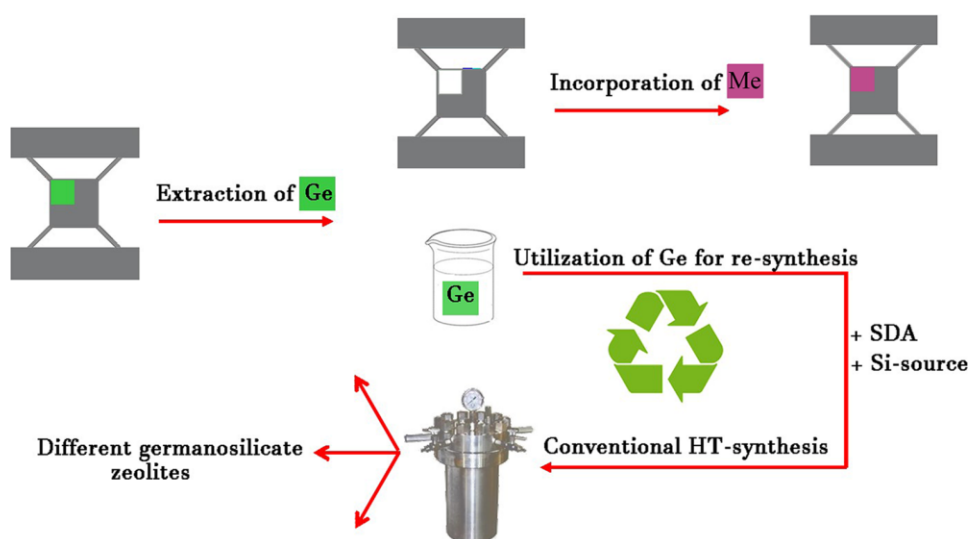 Incorporation of Me
Extraction of Ge
Utilization of Ge for re-synthesis
Ge
+ SDA
+ Si-source
Conventional HT-synthesis
Different germanosilicate
zeolites